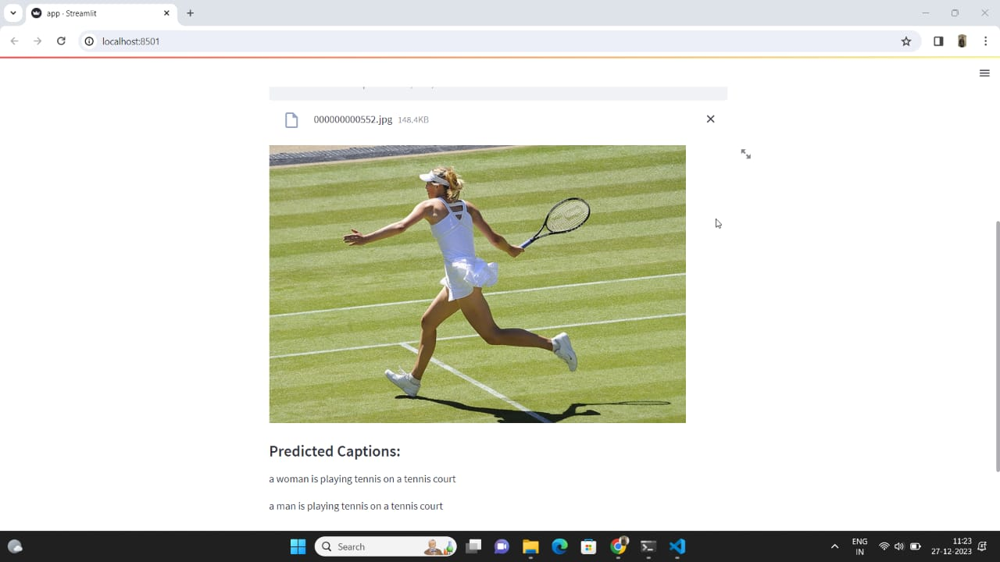 app · Streamlit
localhost:8501
000000000552.jpg 148.4KB
Predicted Captions:
a woman is playing tennis on a tennis court
a man is playing tennis on a tennis court
Search
ENG
IN
11:23
27-12-2023